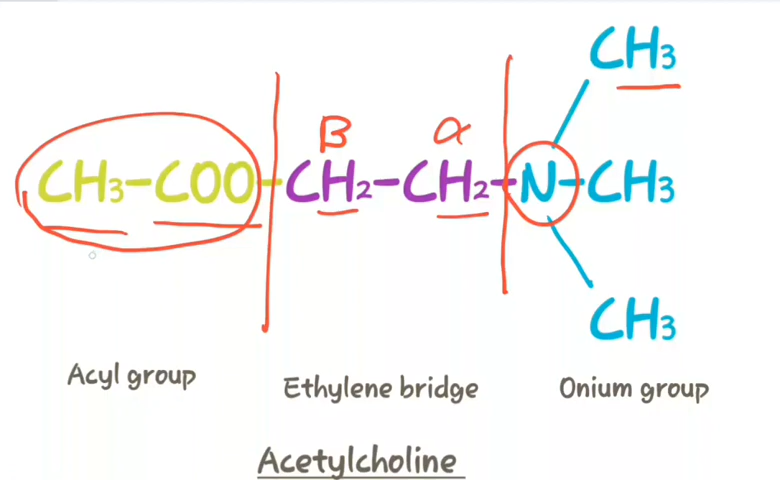 CH3
β α
CH3-COO-CH2-CH2-N-CH3
CH3
Acyl group Ethylene bridge Onium group
Acetylcholine